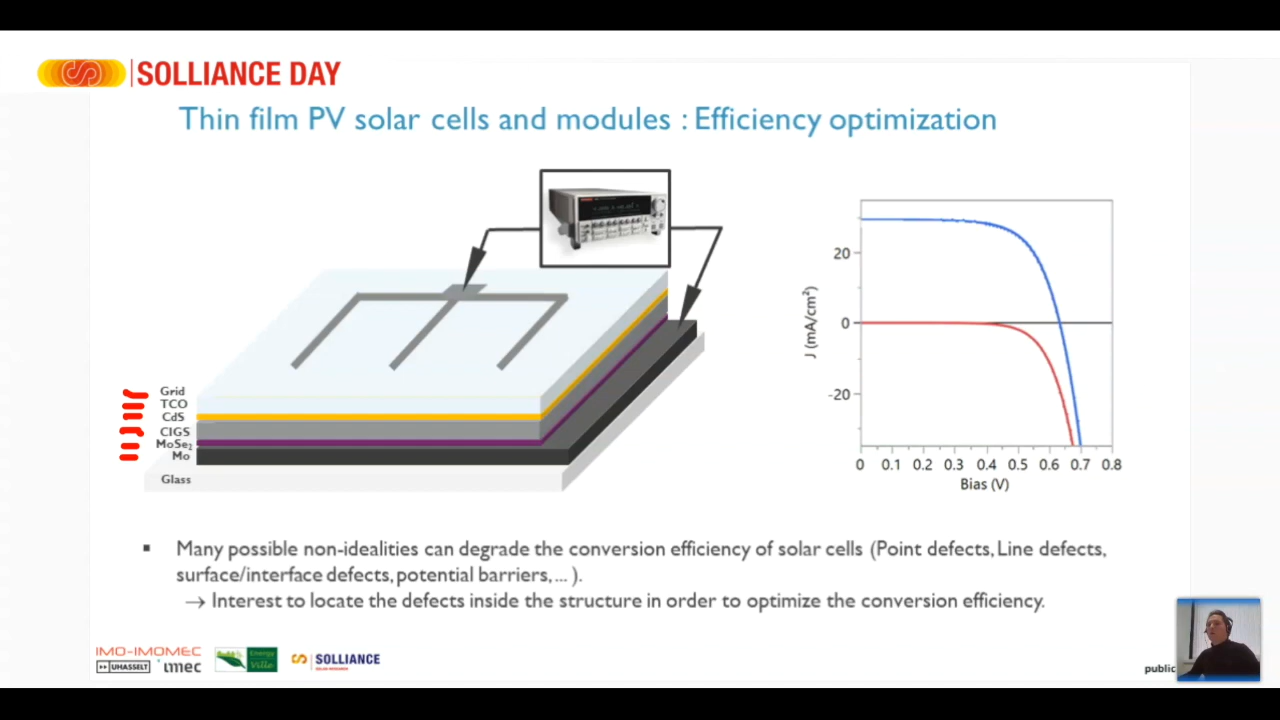 SOLLIANCE DAY
Thin film PV solar cells and modules : Efficiency optimization
Grid
TCO
CdS
CIGS
MoSe2
Mo
Glass
20
0
-20
J (mA/cm²)
0 0.1 0.2 0.3 0.4 0.5 0.6 0.7 0.8
Bias (V)
▪ Many possible non-idealities can degrade the conversion efficiency of solar cells (Point defects, Line defects,
surface/interface defects, potential barriers, ... ).
→ Interest to locate the defects inside the structure in order to optimize the conversion efficiency.
IMO-IMOMEC
UHASSELT imec
Energy
Ville
SOLLIANCE
public